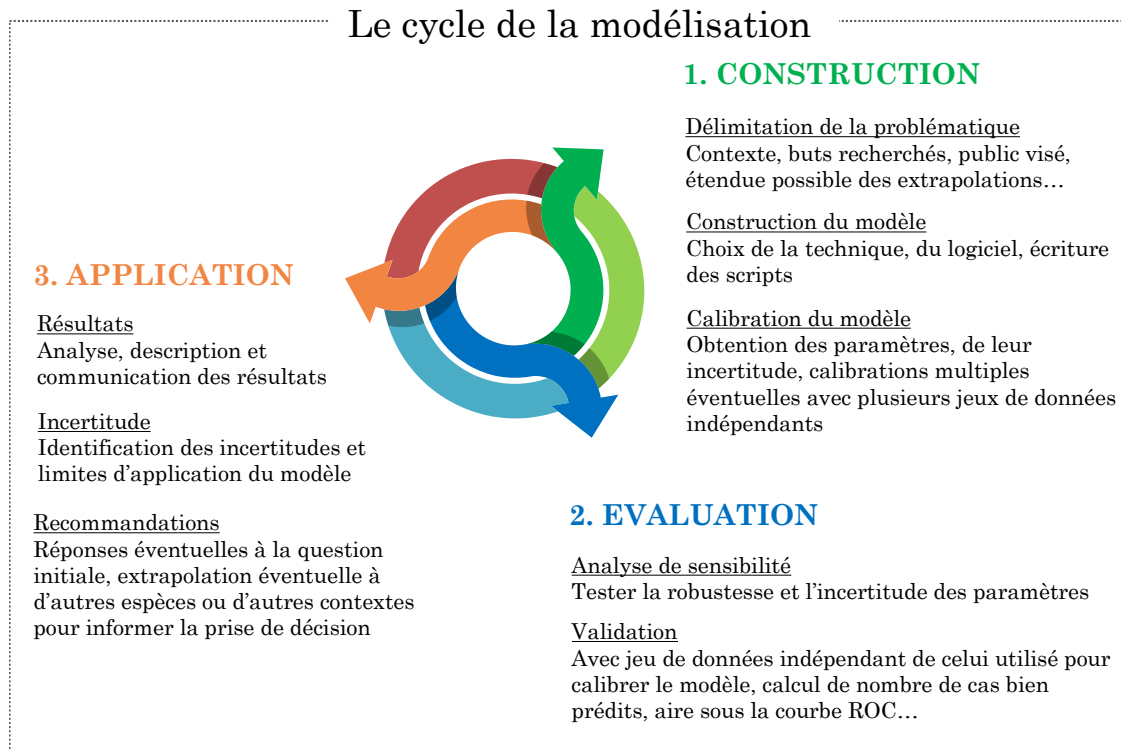 Le cycle de la modélisation
1. CONSTRUCTION
Délimitation de la problématique
Contexte, buts recherchés, public visé,
étendue possible des extrapolations…
Construction du modèle
Choix de la technique, du logiciel, écriture
des scripts
Calibration du modèle
Obtention des paramètres, de leur
incertitude, calibrations multiples
éventuelles avec plusieurs jeux de données
indépendants
2. EVALUATION
Analyse de sensibilité
Tester la robustesse et l’incertitude des paramètres
Validation
Avec jeu de données indépendant de celui utilisé pour
calibrer le modèle, calcul de nombre de cas bien
prédits, aire sous la courbe ROC…
3. APPLICATION
Résultats
Analyse, description et
communication des résultats
Incertitude
Identification des incertitudes et
limites d’application du modèle
Recommandations
Réponses éventuelles à la question
initiale, extrapolation éventuelle à
d’autres espèces ou d’autres contextes
pour informer la prise de décision